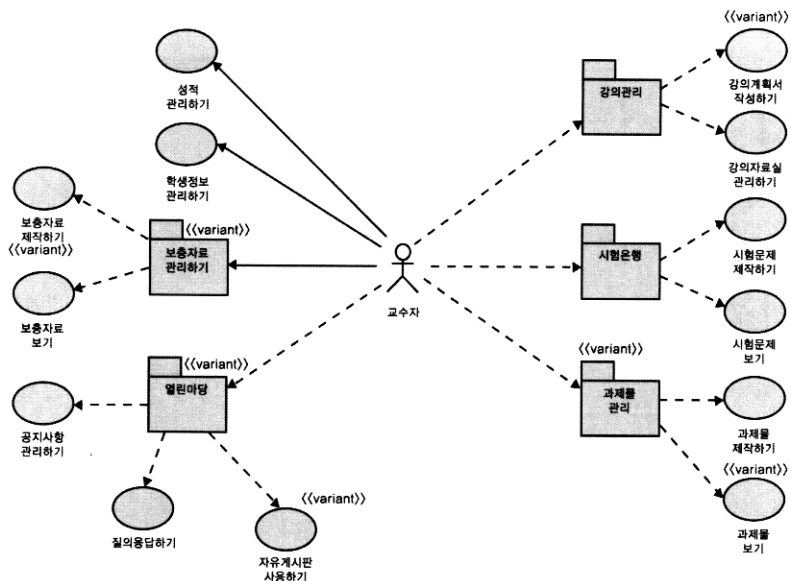 <<variant>>
강의계획서
작성하기
성적
관리하기
강의관리
강의자료실
관리하기
학생정보
관리하기
보충자료
제작하기
<<variant>>
<<variant>>
보충자료
관리하기
보충자료
보기
교수자
시험은행
시험문제
제작하기
시험문제
보기
<<variant>>
열린마당
공지사항
관리하기
질의응답하기
<<variant>>
자유게시판
사용하기
<<variant>>
과제물
관리
과제물
제작하기
<<variant>>
과제물
보기